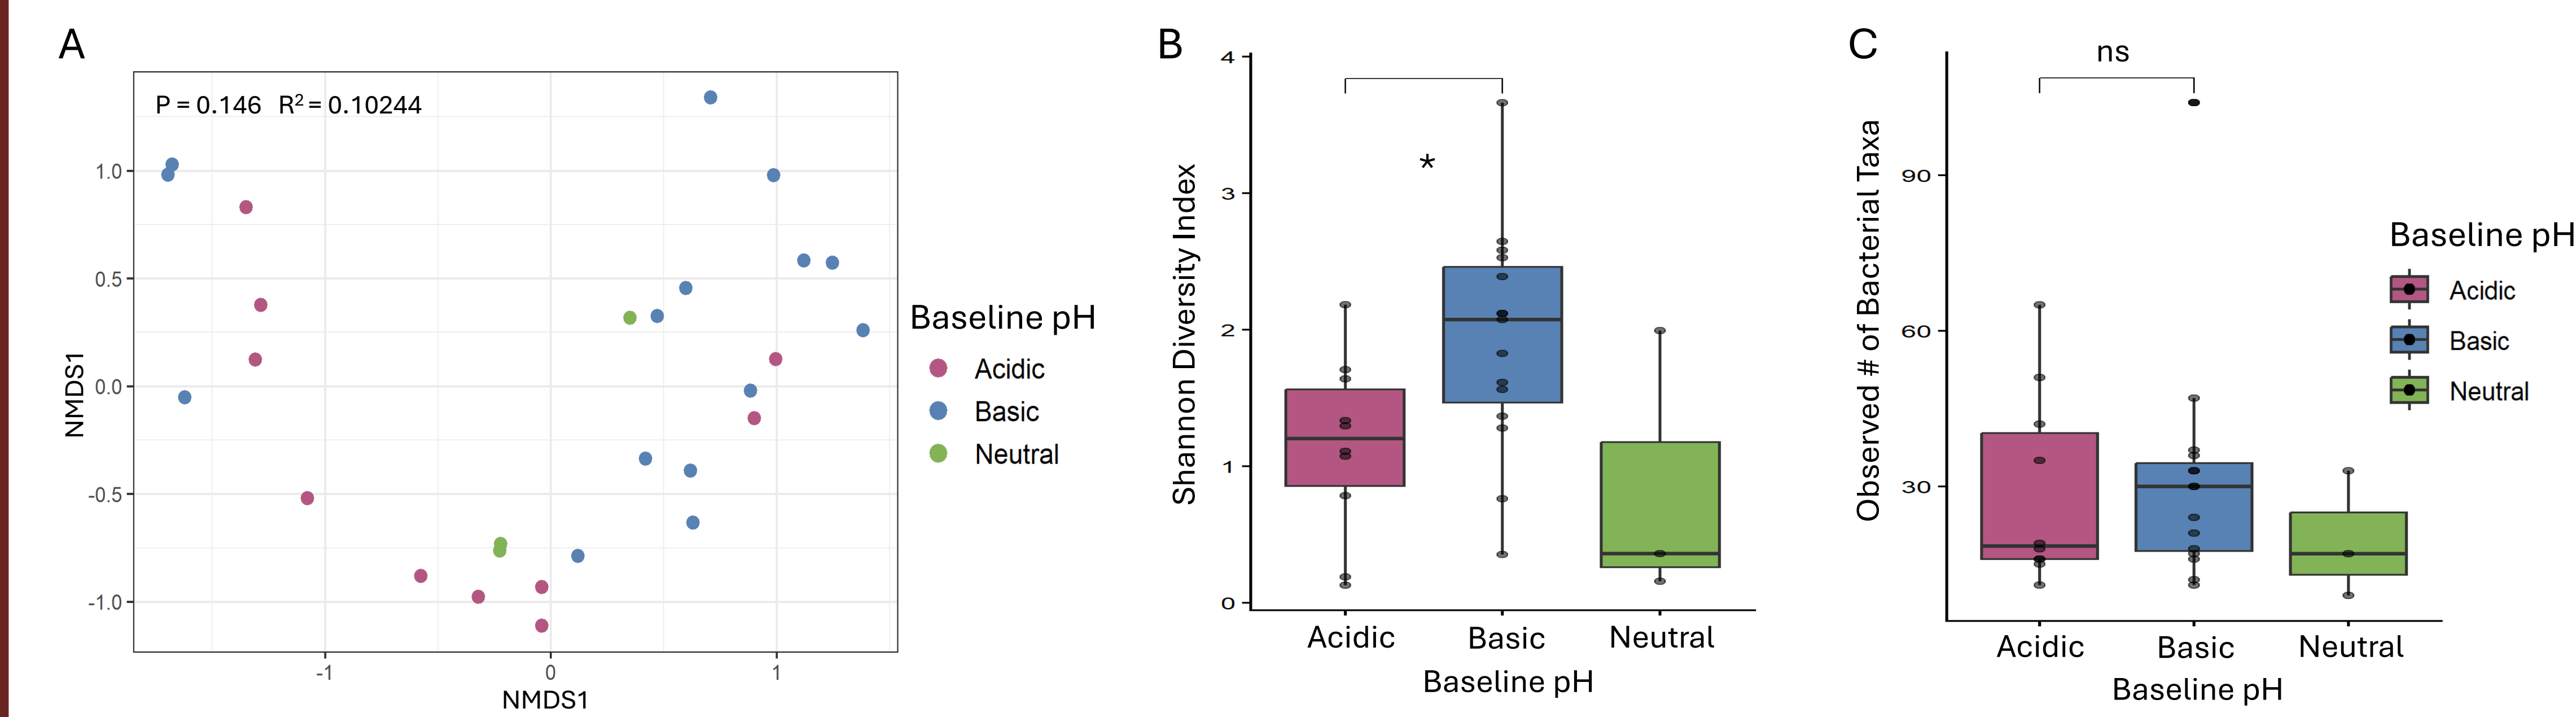 A
P = 0.146 R² = 0.10244
1.0
0.5
0.0
-0.5
-1.0
NMDS1
-1
0
1
NMDS1
Baseline pH
Acidic
Basic
Neutral
B
4
3
2
1
0
Shannon Diversity Index
*
Acidic
Basic
Neutral
Baseline pH
C
ns
90
60
30
Observed # of Bacterial Taxa
Acidic
Basic
Neutral
Baseline pH
Baseline pH
Acidic
Basic
Neutral